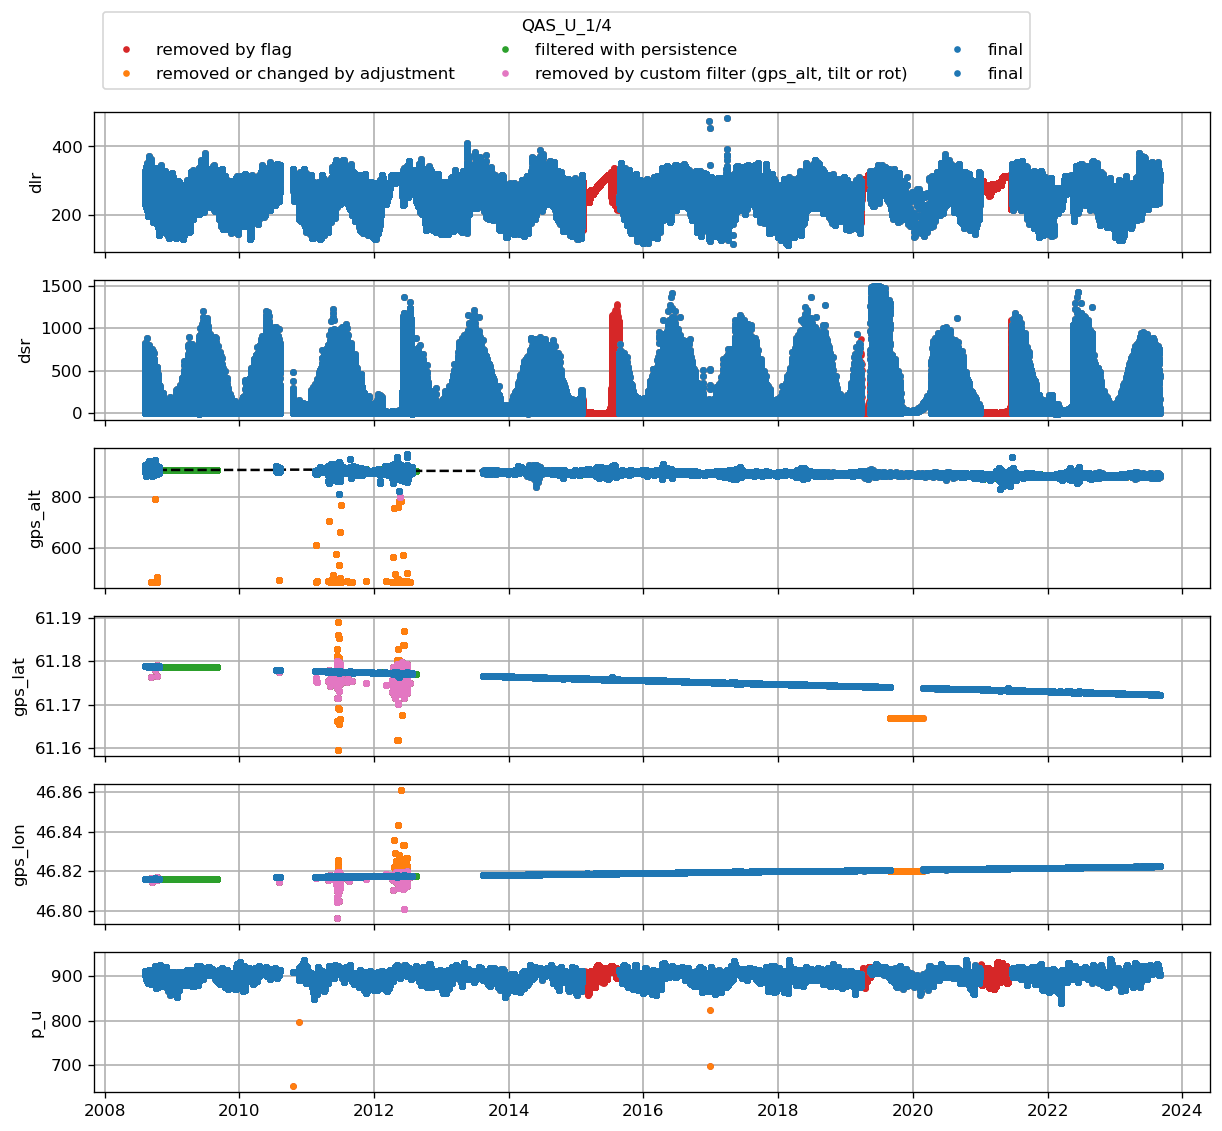 QAS_U_1/4
removed by flag
filtered with persistence
final
removed or changed by adjustment
removed by custom filter (gps_alt, tilt or rot)
final
400
200
dlr
1500
1000
500
0
dsr
800
600
gps_alt
61.19
61.18
61.17
61.16
gps_lat
46.86
46.84
46.82
46.80
gps_lon
900
800
700
p_u
2008 2010 2012 2014 2016 2018 2020 2022 2024